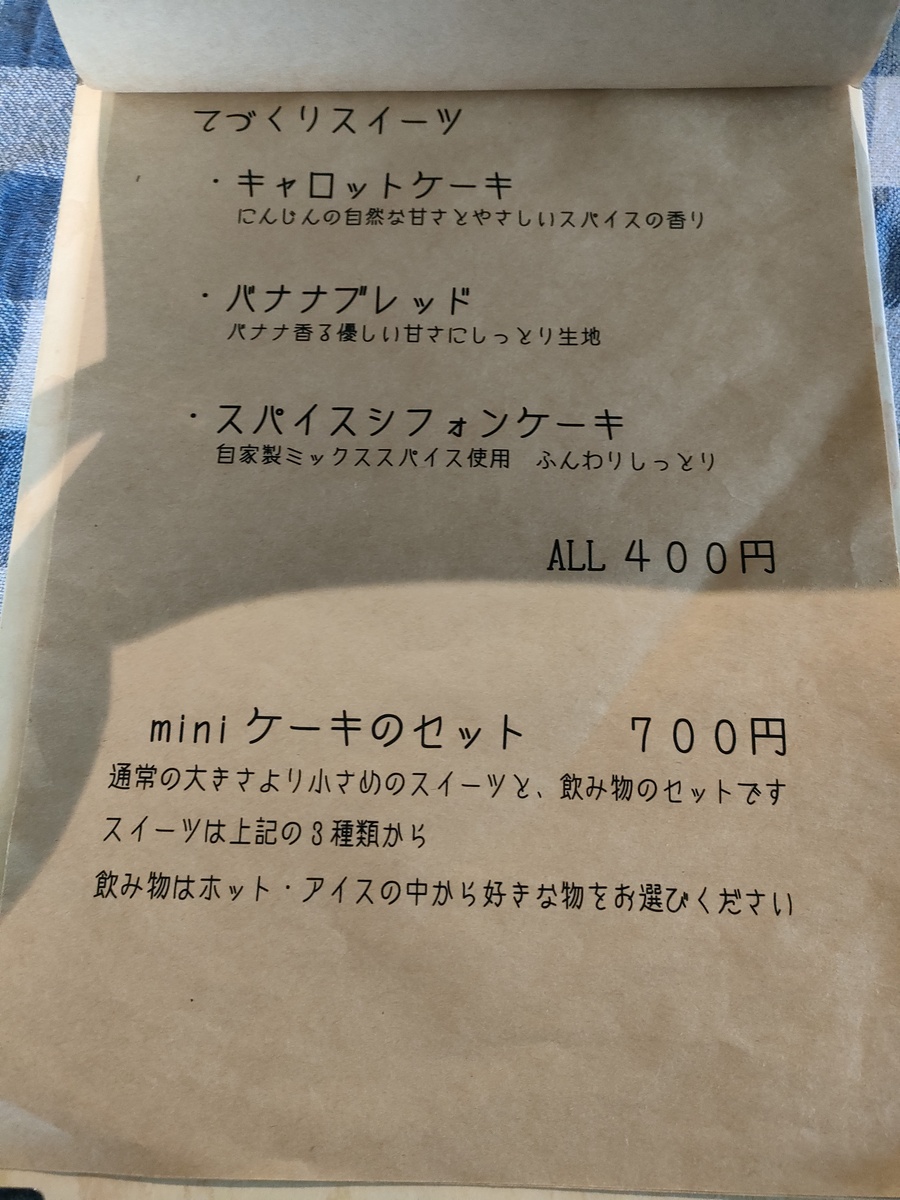 てづくりスイーツ
・キャロットケーキ
にんじんの自然な甘さとやさしいスパイスの香り
・バナナブレッド
バナナ香る優しい甘さにしっとり生地
・スパイスシフォンケーキ
自家製ミックススパイス使用　ふんわりしっとり
ALL 400円
mini ケーキのセット　　700円
通常の大きさより小さめのスイーツと、飲み物のセットです
スイーツは上記の3種類から
飲み物はホット・アイスの中から好きな物をお選びください